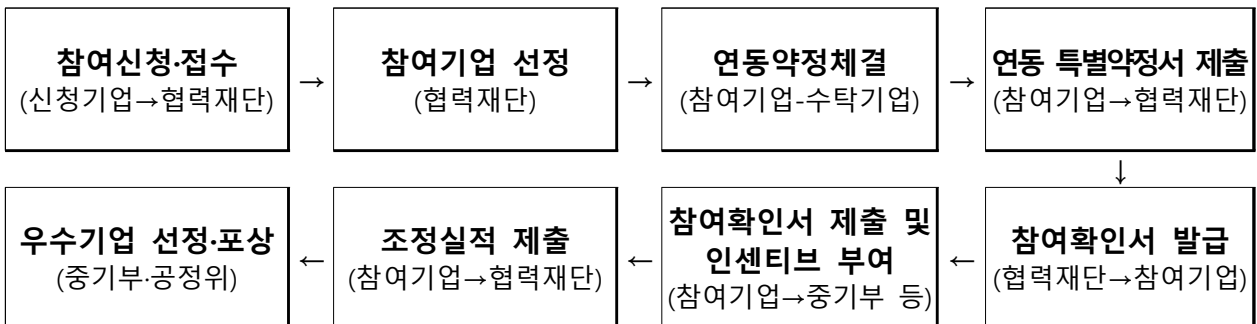 참여신청·접수
(신청기업→협력재단)
→
참여기업 선정
(협력재단)
→
연동약정체결
(참여기업-수탁기업)
→
연동 특별약정서 제출
(참여기업→협력재단)
↓
참여확인서 발급
(협력재단→참여기업)
←
참여확인서 제출 및
인센티브 부여
(참여기업→중기부 등)
←
조정실적 제출
(참여기업→협력재단)
←
우수기업 선정·포상
(중기부·공정위)